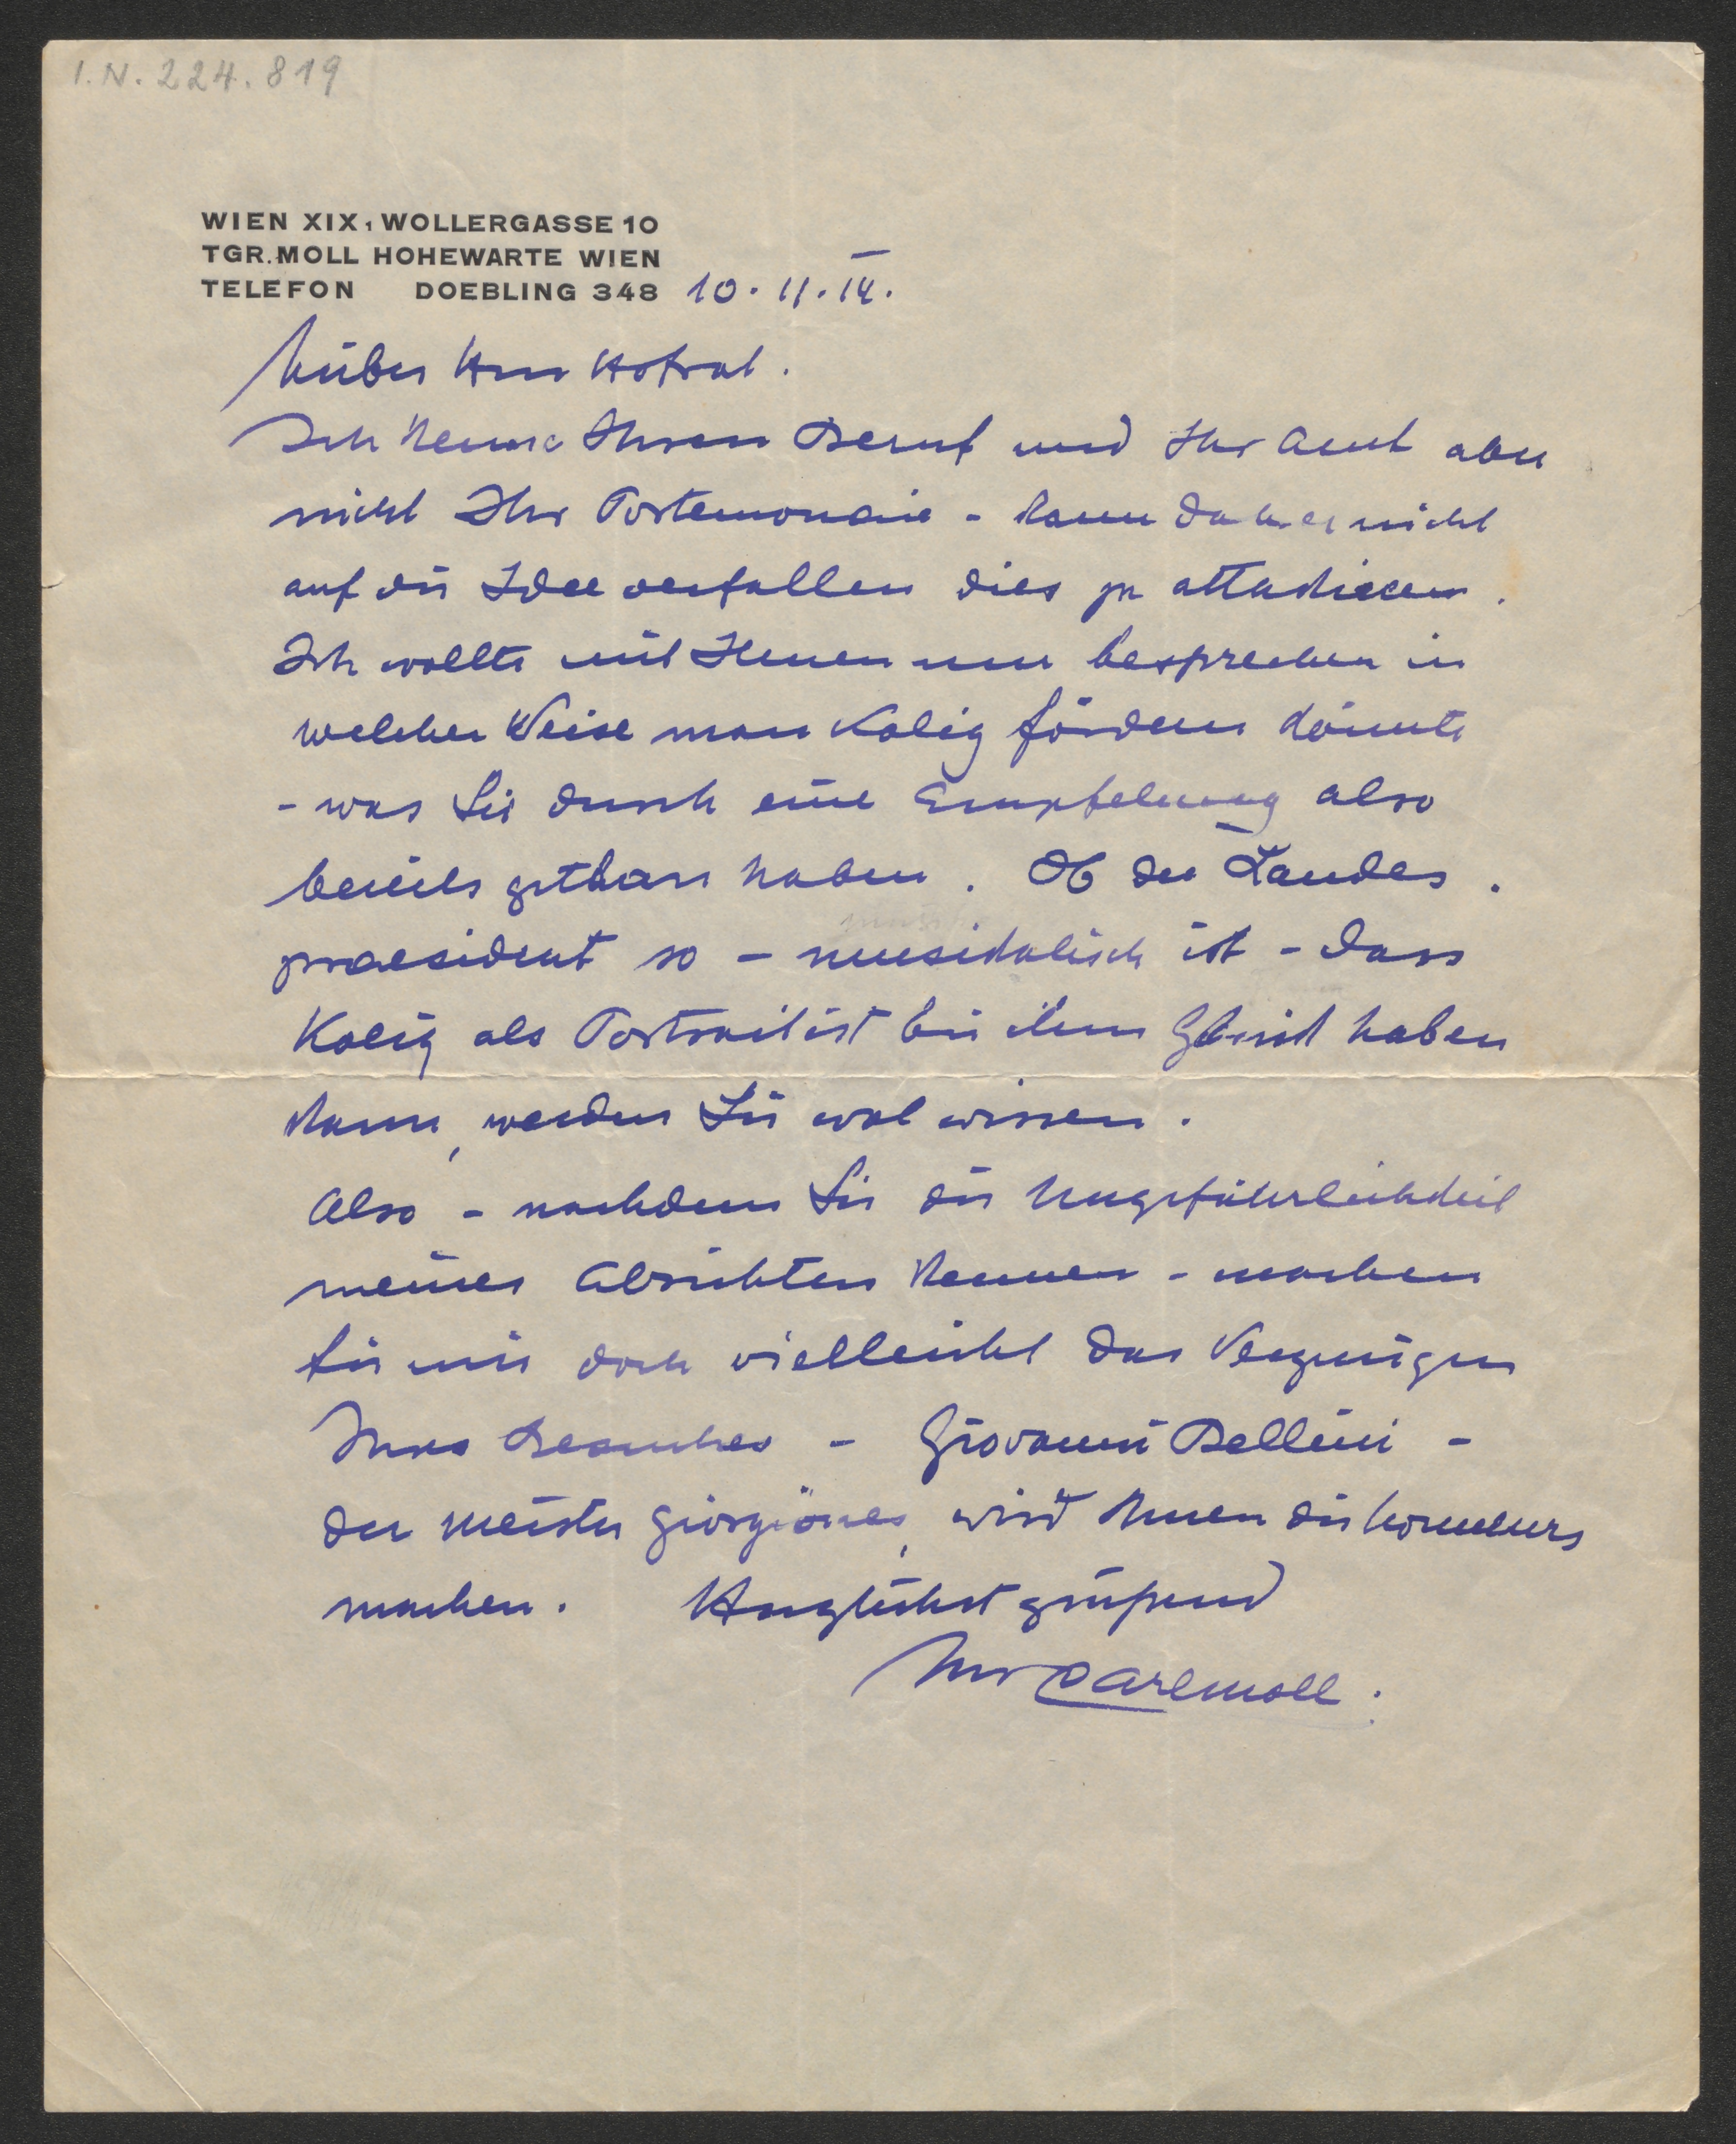 I.N. 224.819
WIEN XIX, WOLLERGASSE 10
TGR. MOLL HOHEWARTE WIEN
TELEFON DOEBLING 348 10. 11. 14.
Lieber Herr Hofrat.
Ich kenne Ihren Beruf und Ihr Amt aber
nicht Ihr Portemonaie - kann daher nicht
auf die Idee verfallen dies zu attackieren.
Ich wollte mit Ihnen nur besprechen in
welcher Weise man Kolig fördern könnte
- was Sie durch eine Empfelung also
bereits gethan haben. Ob der Landes.
praesident so - musikalisch ist - dass
Kolig als Portraitist bei ihm Glück haben
kann, werden Sie wol wissen.
Also - nachdem Sie die Ungefährlichkeit
meiner Absichten kennen - machen
Sie mir doch vielleicht das Vergnügen
Ihres Besuches - Giovanni Bellini -
der Meister Giorgiones, wird Ihnen die honneurs
machen. Herzlichst grüßend
Ihr Carl Moll.